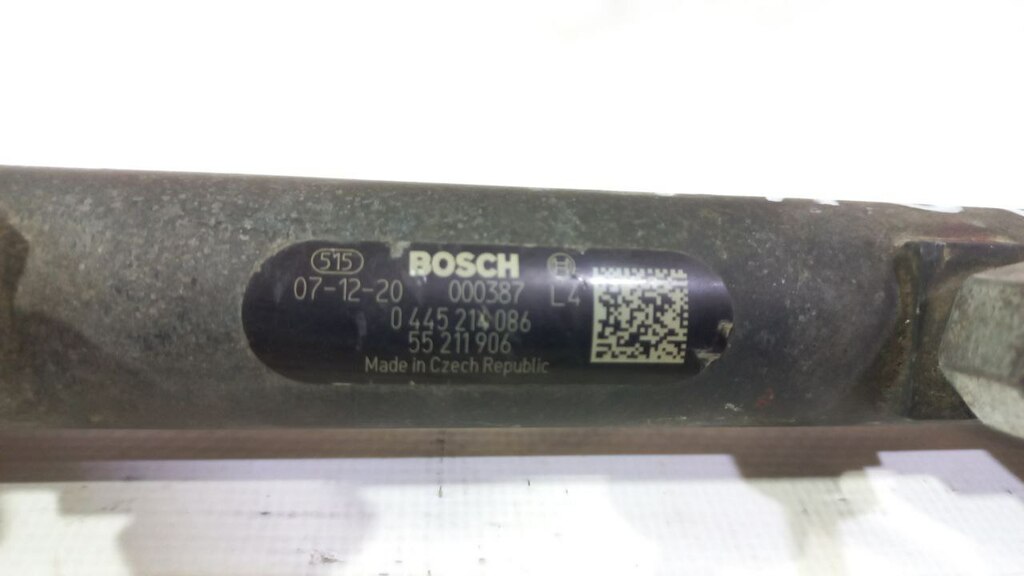 515 BOSCH
07-12-20 000387 L4
0 445 214 086
55 211 906
Made in Czech Republic